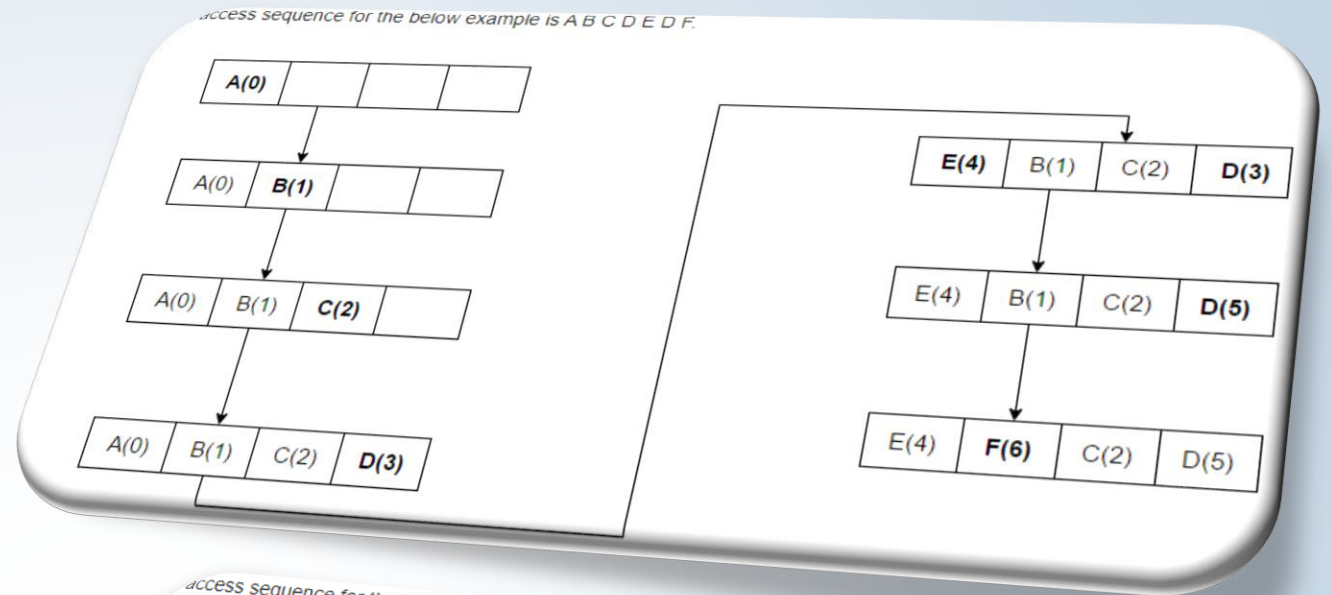 access sequence for the below example is A B C D E D F.
A(0)
A(0) B(1)
A(0) B(1) C(2)
A(0) B(1) C(2) D(3)
E(4) B(1) C(2) D(3)
E(4) B(1) C(2) D(5)
E(4) F(6) C(2) D(5)
access sequence for